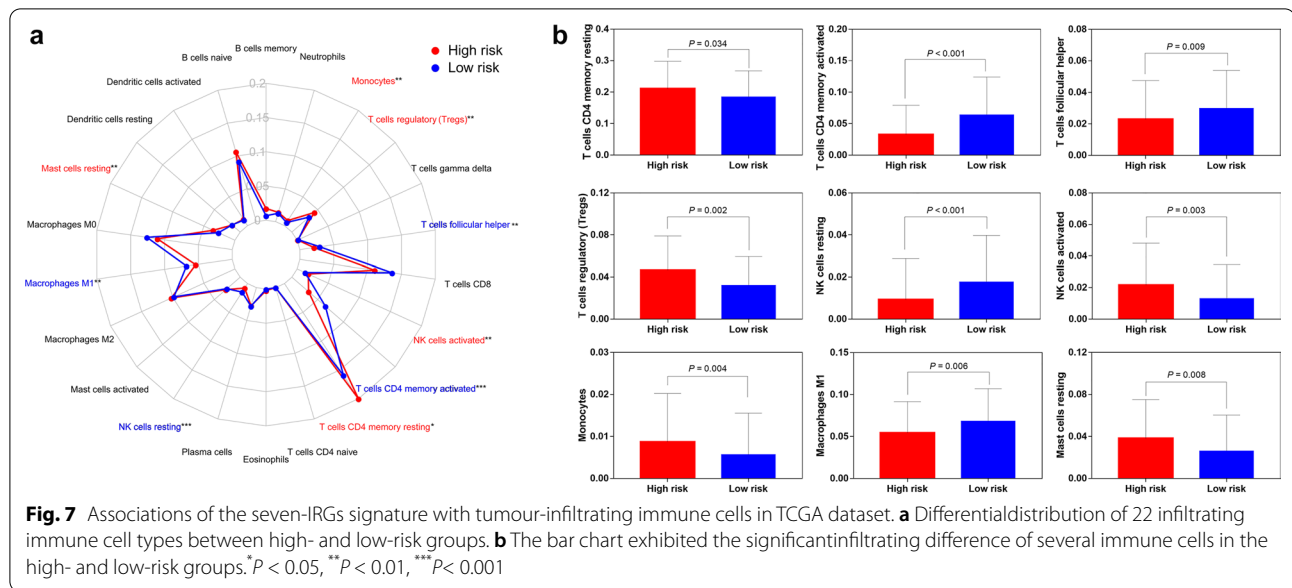 a
High risk
Low risk
B cells memory
Neutrophils
Monocytes**
T cells regulatory (Tregs)**
T cells gamma delta
T cells follicular helper **
T cells CD8
NK cells activated**
T cells CD4 memory activated***
T cells CD4 memory resting*
T cells CD4 naive
Eosinophils
Plasma cells
NK cells resting***
Mast cells activated
Macrophages M2
Macrophages M1**
Macrophages M0
Mast cells resting**
Dendritic cells resting
Dendritic cells activated
B cells naive
0.2
0.15
0.1
0.05
0
b
T cells CD4 memory resting
0.4
0.3
0.2
0.1
0.0
P = 0.034
High risk
Low risk
T cells CD4 memory activated
0.20
0.15
0.10
0.05
0.00
P < 0.001
High risk
Low risk
T cells follicular helper
0.08
0.06
0.04
0.02
0.00
P = 0.009
High risk
Low risk
T cells regulatory (Tregs)
0.12
0.08
0.04
0.00
P = 0.002
High risk
Low risk
NK cells resting
0.06
0.04
0.02
0.00
P < 0.001
High risk
Low risk
NK cells activated
0.08
0.06
0.04
0.02
0.00
P = 0.003
High risk
Low risk
Monocytes
0.03
0.02
0.01
0.00
P = 0.004
High risk
Low risk
Macrophages M1
0.15
0.10
0.05
0.00
P = 0.006
High risk
Low risk
Mast cells resting
0.12
0.08
0.04
0.00
P = 0.008
High risk
Low risk
Fig. 7 Associations of the seven-IRGs signature with tumour-infiltrating immune cells in TCGA dataset. a Differentialdistribution of 22 infiltrating
immune cell types between high- and low-risk groups. b The bar chart exhibited the significantinfiltrating difference of several immune cells in the
high- and low-risk groups.*P < 0.05, **P < 0.01, ***P< 0.001